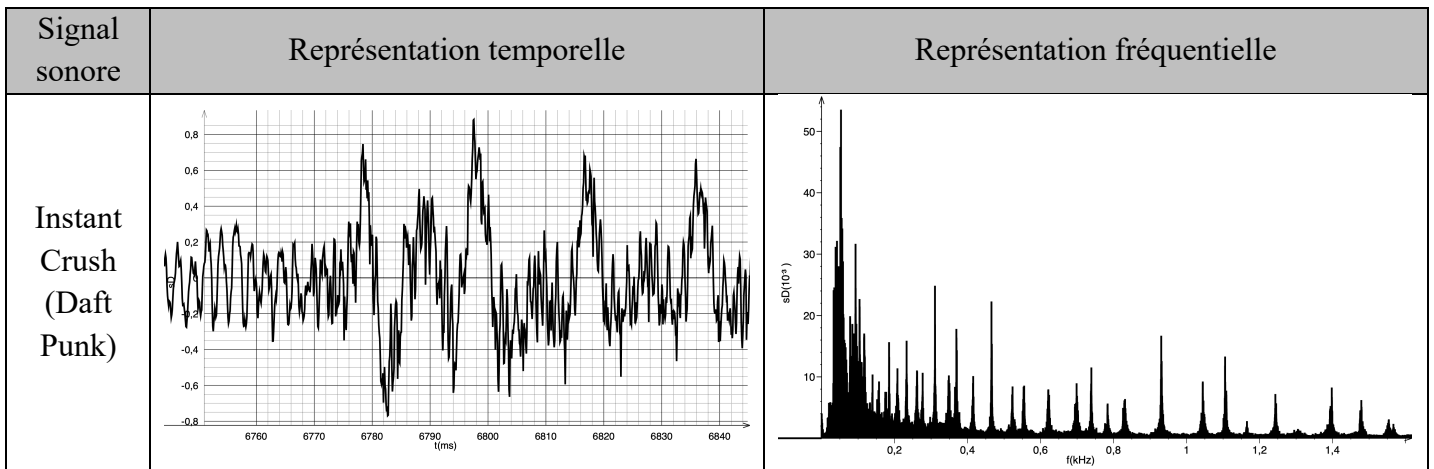 Signal
sonore
Représentation temporelle
Représentation fréquentielle
Instant
Crush
(Daft
Punk)
0,8
0,6
0,4
0,2
-0,2
-0,4
-0,6
-0,8
6760 6770 6780 6790 6800 6810 6820 6830 6840
t(ms)
50
40
30
20
10
sD(10⁻³)
0,2 0,4 0,6 0,8 1 1,2 1,4
f(kHz)